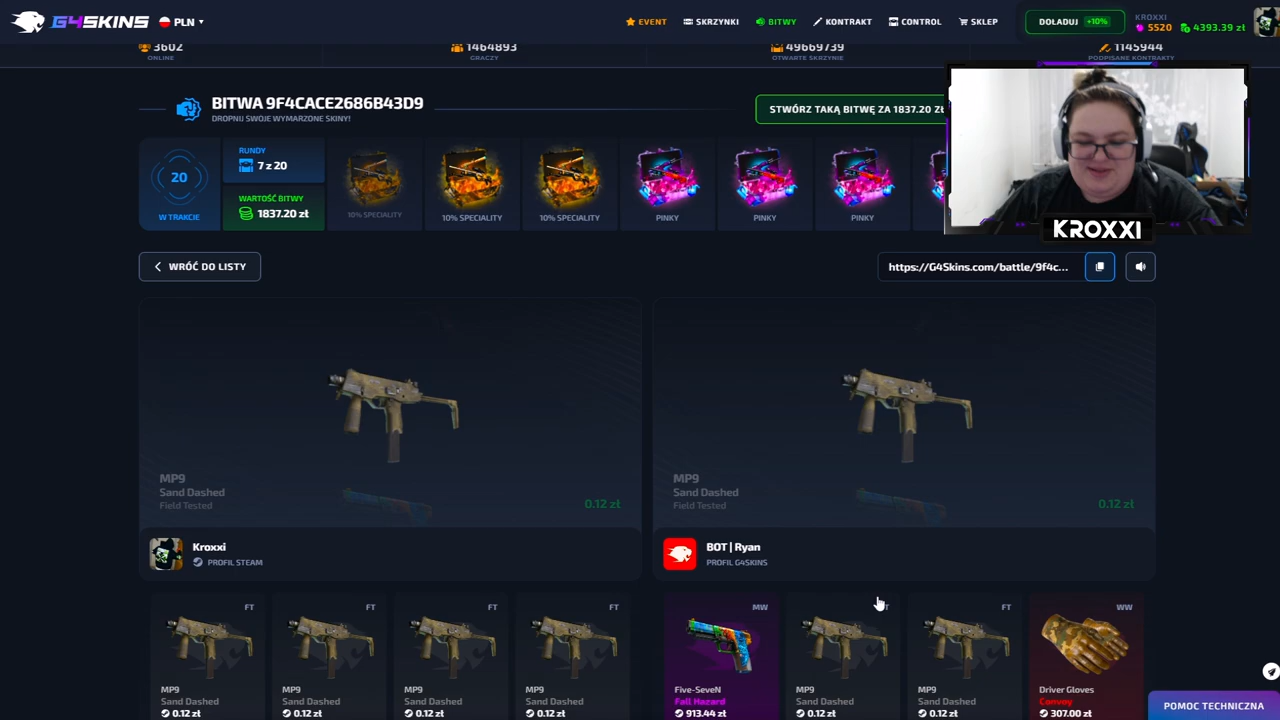 G4SKINS
PLN
EVENT
SKRZYNKI
BITWY
KONTRAKT
CONTROL
SKLEP
DOŁADUJ +10%
KROXXI
5520
4393.39 zł
3602
ONLINE
1464893
GRACZY
49669739
OTWARTE SKRZYNIE
1145944
PODPISANE KONTRAKTY
BITWA 9F4CACE2686B43D9
DROPNIJ SWOJE WYMARZONE SKINY!
STWÓRZ TAKĄ BITWĘ ZA 1837.20 ZŁ
20
W TRAKCIE
RUNDY
7 z 20
WARTOŚĆ BITWY
1837.20 zł
10% SPECIALITY
10% SPECIALITY
10% SPECIALITY
PINKY
PINKY
PINKY
KROXXI
WRÓĆ DO LISTY
https://G4Skins.com/battle/9f4c...
MP9
Sand Dashed
Field Tested
0.12 zł
MP9
Sand Dashed
Field Tested
0.12 zł
Kroxxi
PROFIL STEAM
BOT | Ryan
PROFIL G4SKINS
FT
MP9
Sand Dashed
0.12 zł
FT
MP9
Sand Dashed
0.12 zł
FT
MP9
Sand Dashed
0.12 zł
FT
MP9
Sand Dashed
0.12 zł
MW
Five-SeveN
Fall Hazard
913.44 zł
MP9
Sand Dashed
0.12 zł
FT
MP9
Sand Dashed
0.12 zł
WW
Driver Gloves
Convoy
307.00 zł
POMOC TECHNICZNA